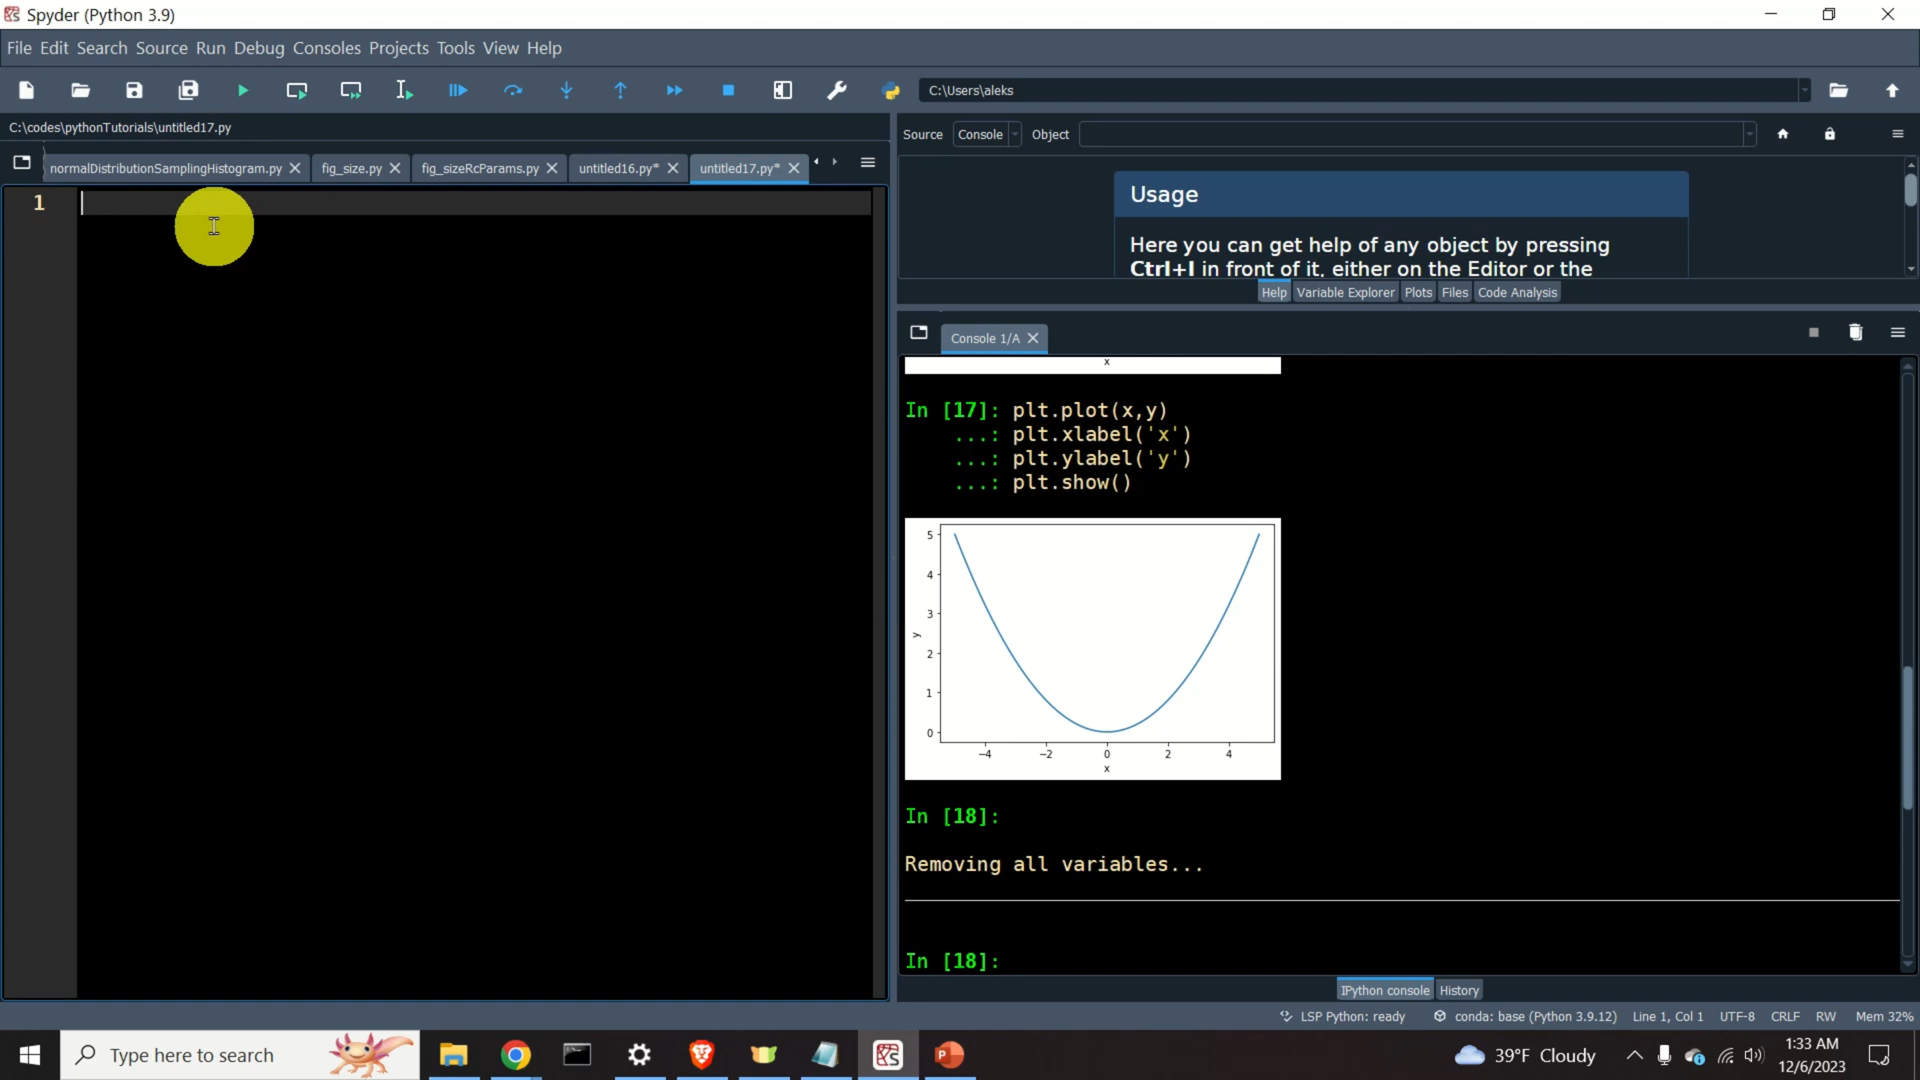 Spyder (Python 3.9)
File Edit Search Source Run Debug Consoles Projects Tools View Help
C:\Users\aleks
C:\codes\pythonTutorials\untitled17.py
Source Console Object
normalDistributionSamplingHistogram.py fig_size.py fig_sizeRcParams.py untitled16.py* untitled17.py*
1
Usage
Here you can get help of any object by pressing
Ctrl+I in front of it, either on the Editor or the
Help Variable Explorer Plots Files Code Analysis
Console 1/A
x
In [17]: plt.plot(x,y)
...: plt.xlabel('x')
...: plt.ylabel('y')
...: plt.show()
5
4
3
y
2
1
0
−4 −2 0 2 4
x
In [18]:
Removing all variables...
In [18]:
IPython console History
LSP Python: ready conda: base (Python 3.9.12) Line 1, Col 1 UTF-8 CRLF RW Mem 32%
Type here to search
39°F Cloudy
1:33 AM
12/6/2023